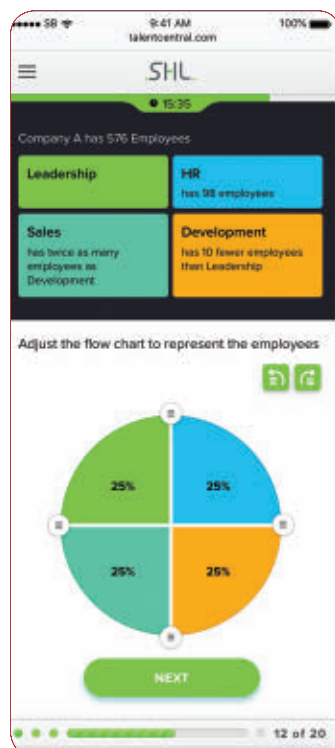 SB 9:41 AM 100%
talentcentral.com
SHL
15:35
Company A has 576 Employees
Leadership
HR
has 98 employees
Sales
has twice as many
employees as
Development
Development
has 10 fewer employees
than Leadership
Adjust the flow chart to represent the employees
25% 25%
25% 25%
NEXT
12 of 20